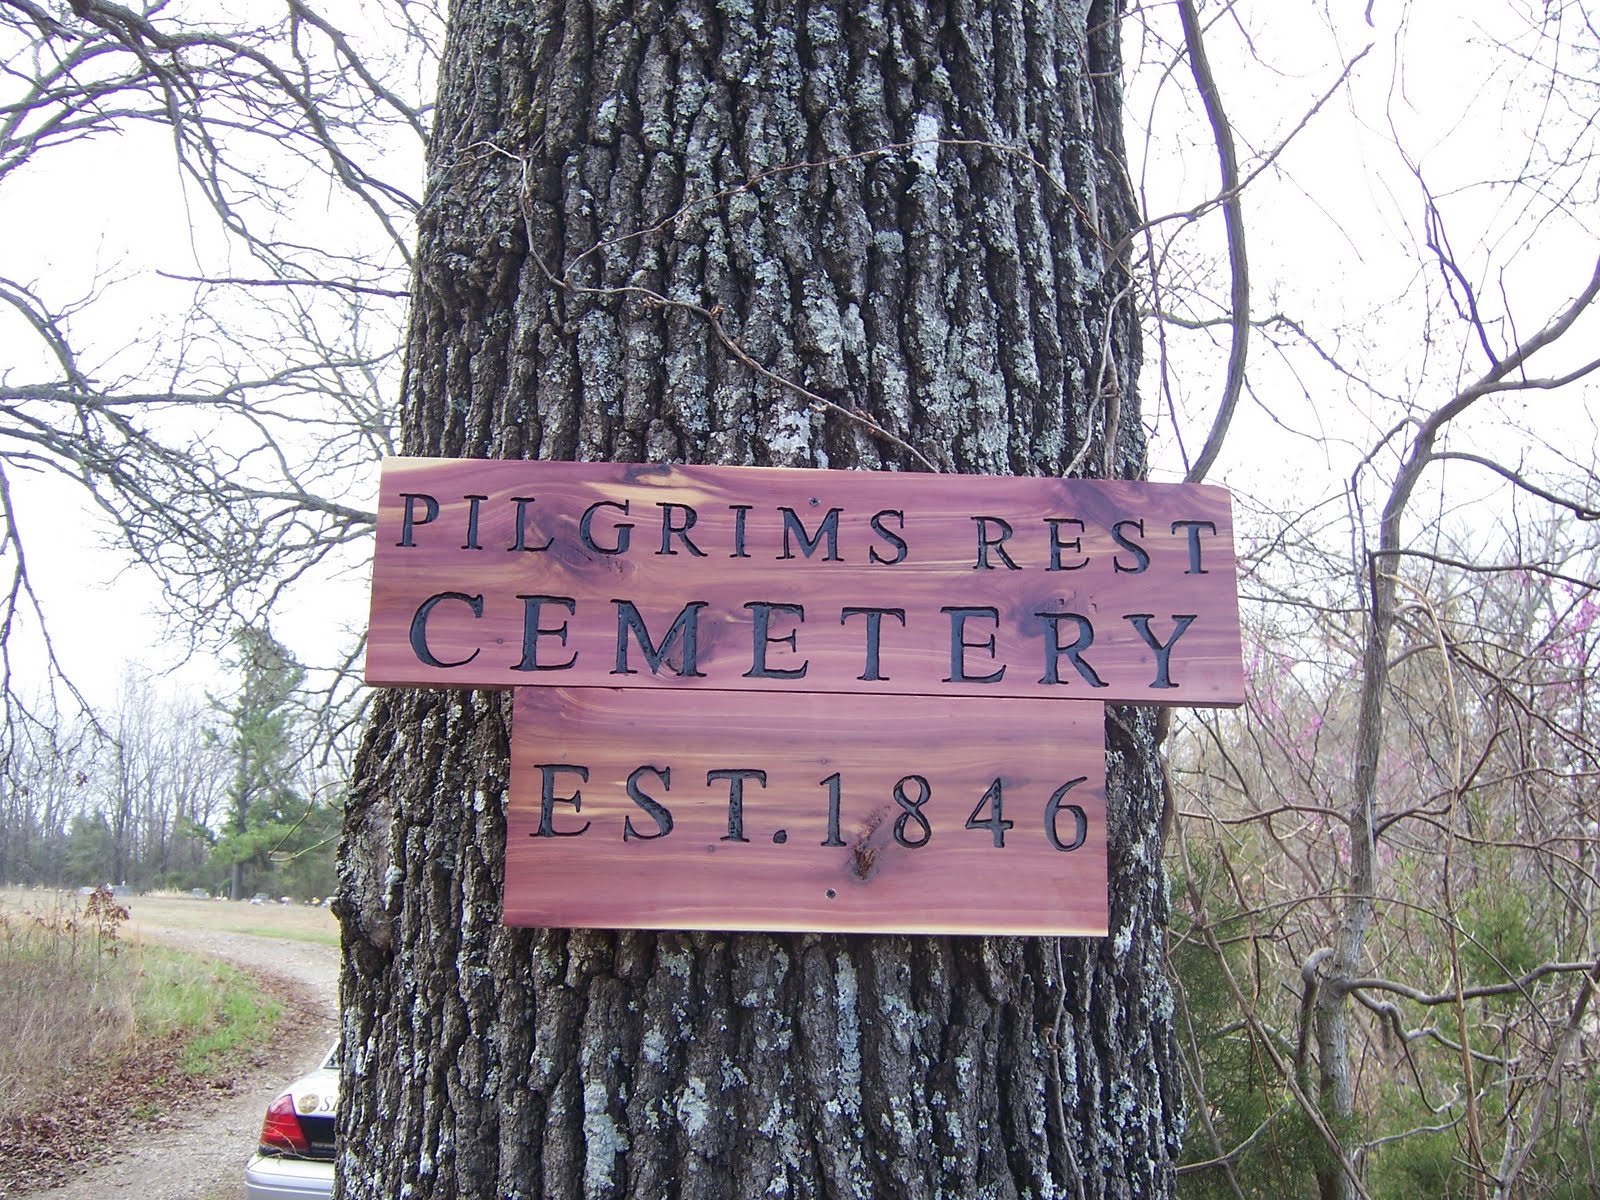 PILGRIMS REST
CEMETERY
EST. 1846